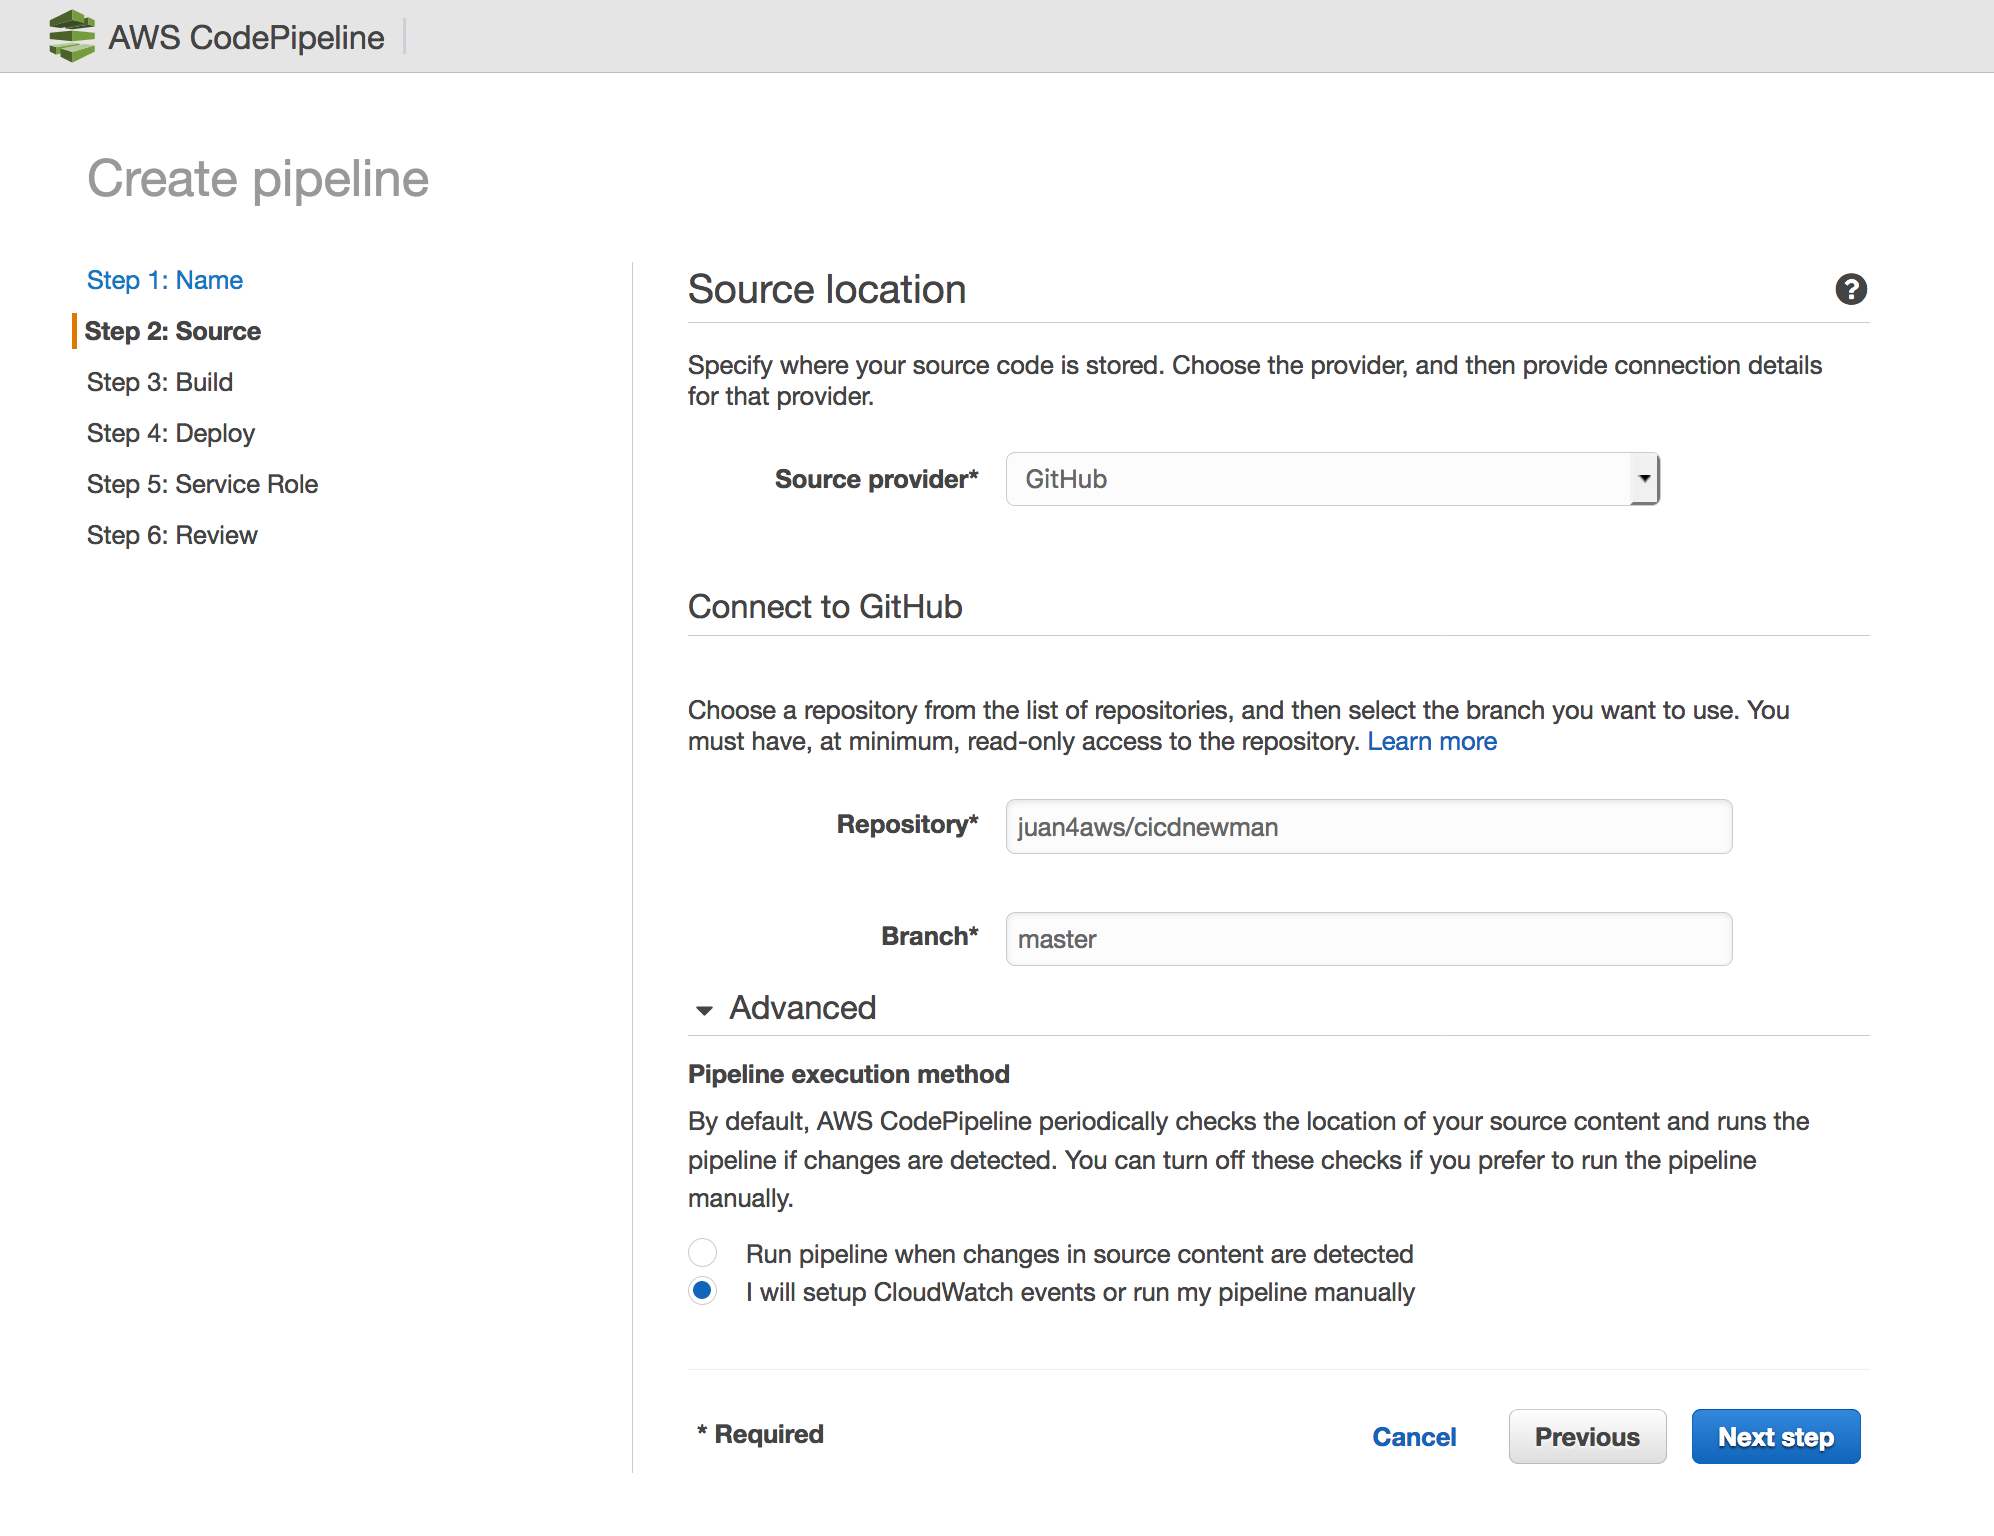 AWS CodePipeline
Create pipeline
Step 1: Name
Step 2: Source
Step 3: Build
Step 4: Deploy
Step 5: Service Role
Step 6: Review
Source location
?
Specify where your source code is stored. Choose the provider, and then provide connection details
for that provider.
Source provider* GitHub
Connect to GitHub
Choose a repository from the list of repositories, and then select the branch you want to use. You
must have, at minimum, read-only access to the repository. Learn more
Repository* juan4aws/cicdnewman
Branch* master
Advanced
Pipeline execution method
By default, AWS CodePipeline periodically checks the location of your source content and runs the
pipeline if changes are detected. You can turn off these checks if you prefer to run the pipeline
manually.
Run pipeline when changes in source content are detected
I will setup CloudWatch events or run my pipeline manually
* Required
Cancel Previous Next step